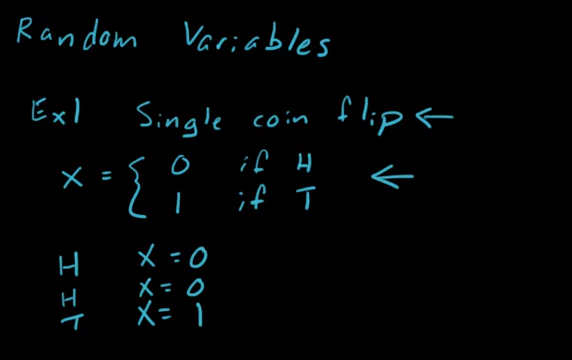 Random Variables
Ex1 Single coin flip ←
X = { 0 if H ←
1 if T
H X = 0
H X = 0
T X = 1